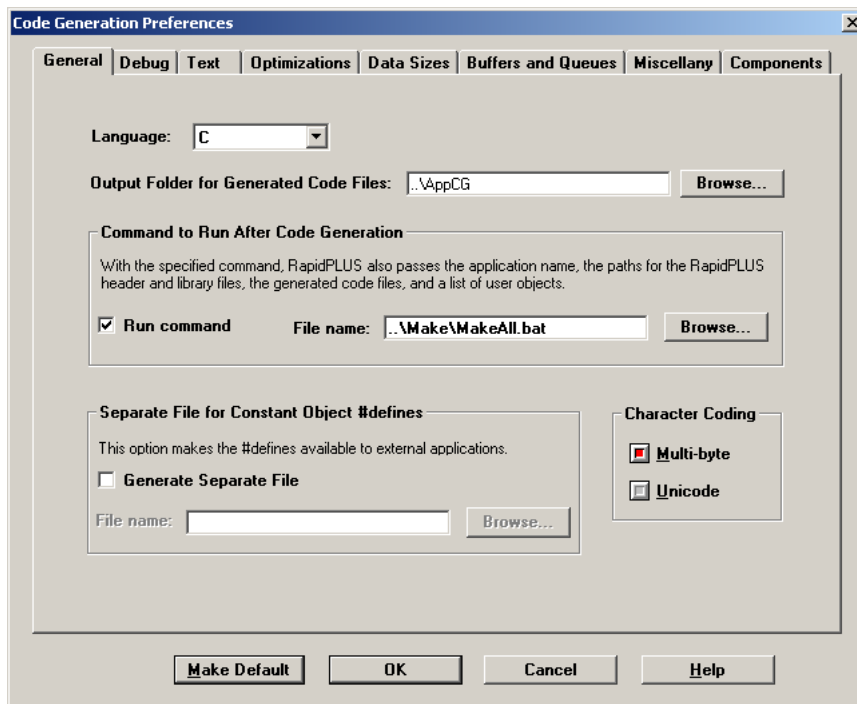 Code Generation Preferences
General Debug Text Optimizations Data Sizes Buffers and Queues Miscellany Components
Language: C
Output Folder for Generated Code Files: ..\AppCG Browse...
Command to Run After Code Generation
With the specified command, RapidPLUS also passes the application name, the paths for the RapidPLUS
header and library files, the generated code files, and a list of user objects.
Run command File name: ..\Make\MakeAll.bat Browse...
Separate File for Constant Object #defines
This option makes the #defines available to external applications.
Generate Separate File
File name: Browse...
Character Coding
Multi-byte
Unicode
Make Default OK Cancel Help